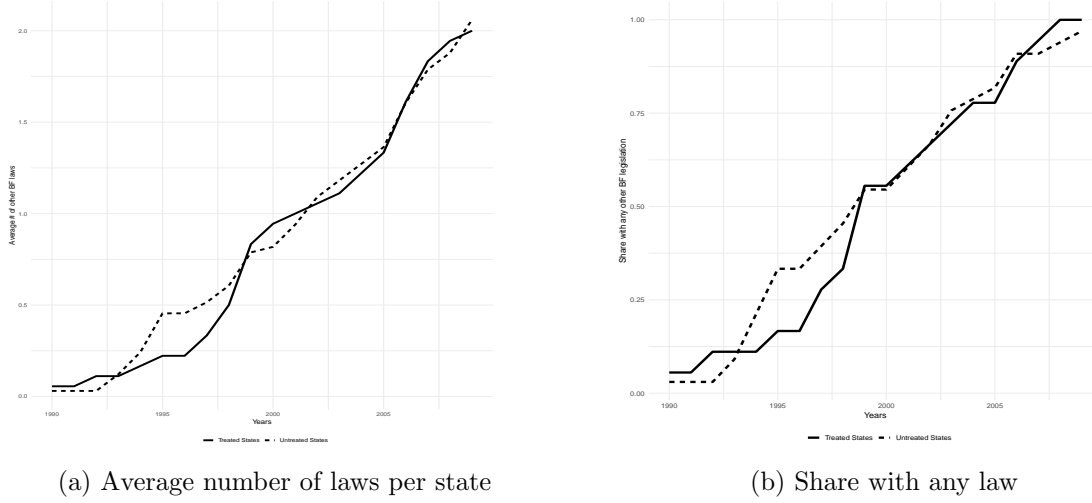 2.0
1.5
1.0
0.5
0.0
Average # of other BF laws
1990
1995
2000
2005
Years
Treated States
Untreated States
(a) Average number of laws per state
1.00
0.75
0.50
0.25
0.00
Share with any other BF legislation
1990
1995
2000
2005
Years
Treated States
Untreated States
(b) Share with any law